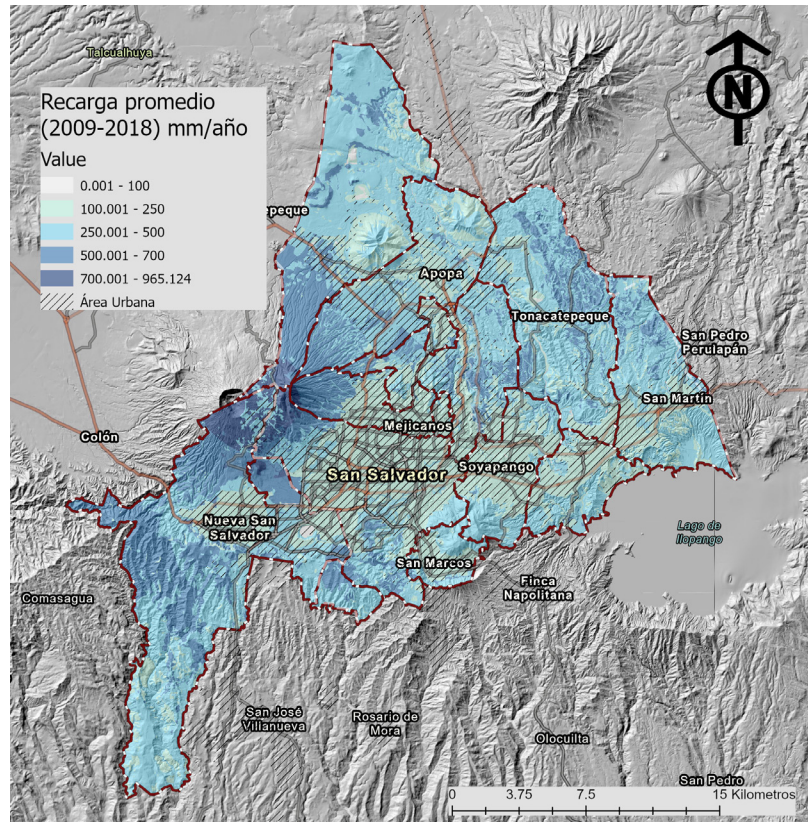 Talcualhuya
N
Recarga promedio
(2009-2018) mm/año
Value
0.001 - 100
100.001 - 250
250.001 - 500
500.001 - 700
700.001 - 965.124
Área Urbana
epeque
Apopa
Tonacatepeque
San Pedro
Perulapán
San Martín
Colón
Mejicanos
San Salvador
Soyapango
Nueva San
Salvador
Lago de
Ilopango
San Marcos
Finca
Napolitana
Comasagua
San José
Villanueva
Rosario de
Mora
Olocuilta
San Pedro
0 3.75 7.5 15 Kilometros